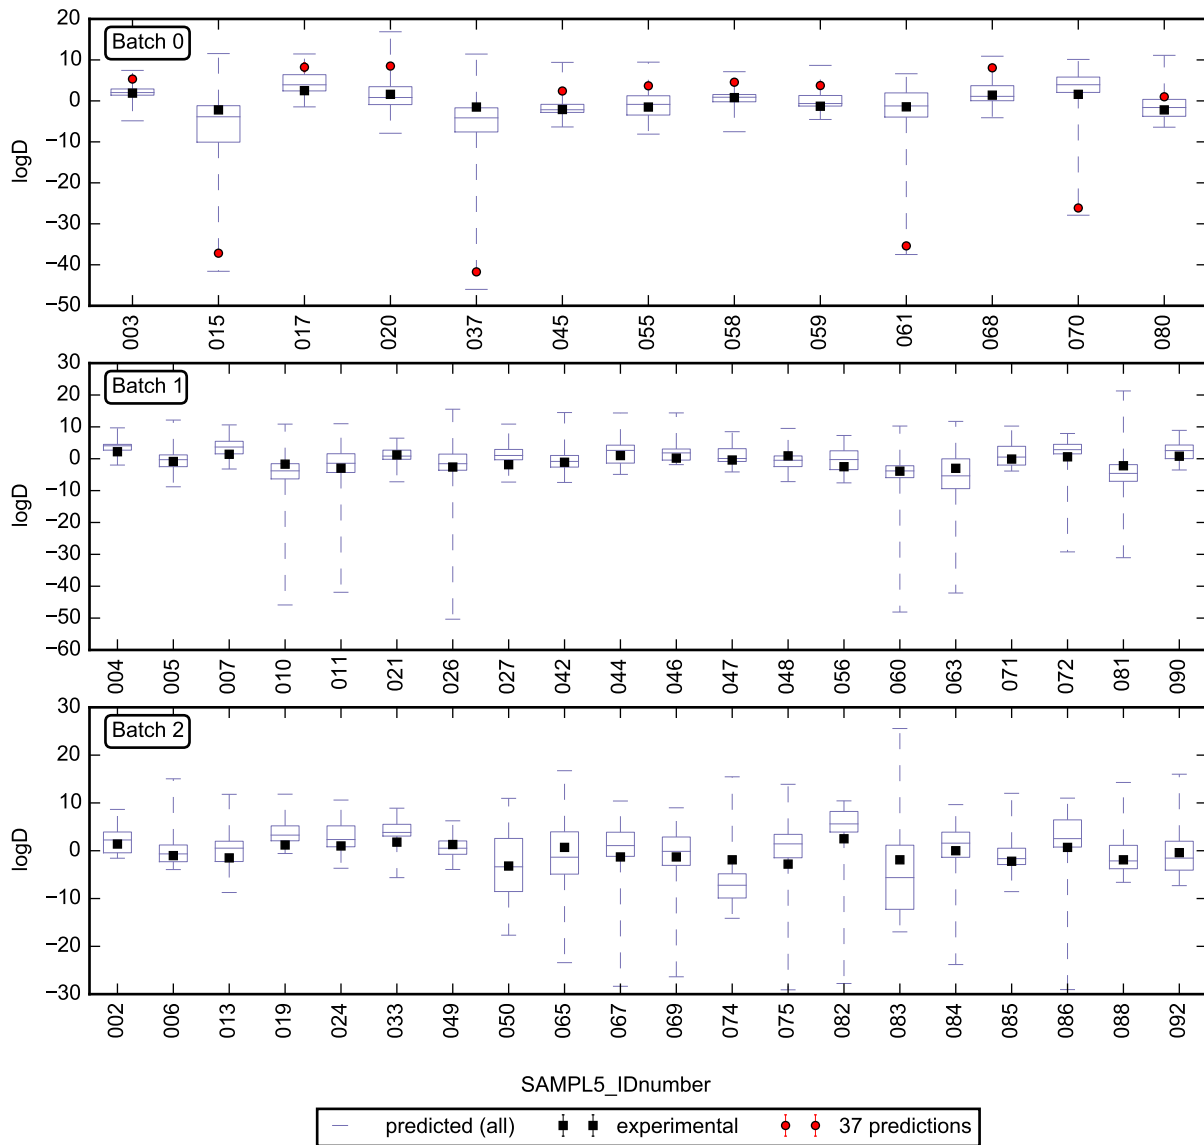 20
Batch 0
10
0
−10
−20
−30
−40
−50
logD
003 015 017 020 037 045 055 058 059 061 068 070 080
30
Batch 1
20
10
0
−10
−20
−30
−40
−50
−60
logD
004 005 007 010 011 021 026 027 042 044 046 047 048 056 060 063 071 072 081 090
30
Batch 2
20
10
0
−10
−20
−30
logD
002 006 013 019 024 033 049 050 065 067 069 074 075 082 083 084 085 086 088 092
SAMPL5_IDnumber
predicted (all) experimental 37 predictions